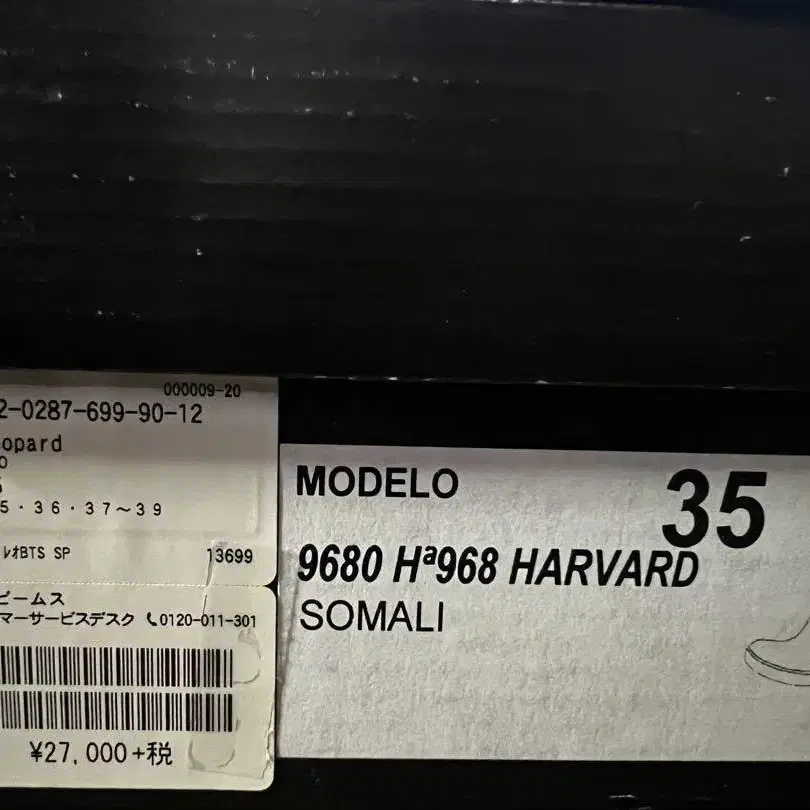 000009-20
2-0287-699-90-12
opard
5・36・37～39
ﾚｵBTS SP 13699
ビームス
マーサービスデスク 0120-011-301
¥27,000+税
MODELO 35
9680 Hª968 HARVARD
SOMALI